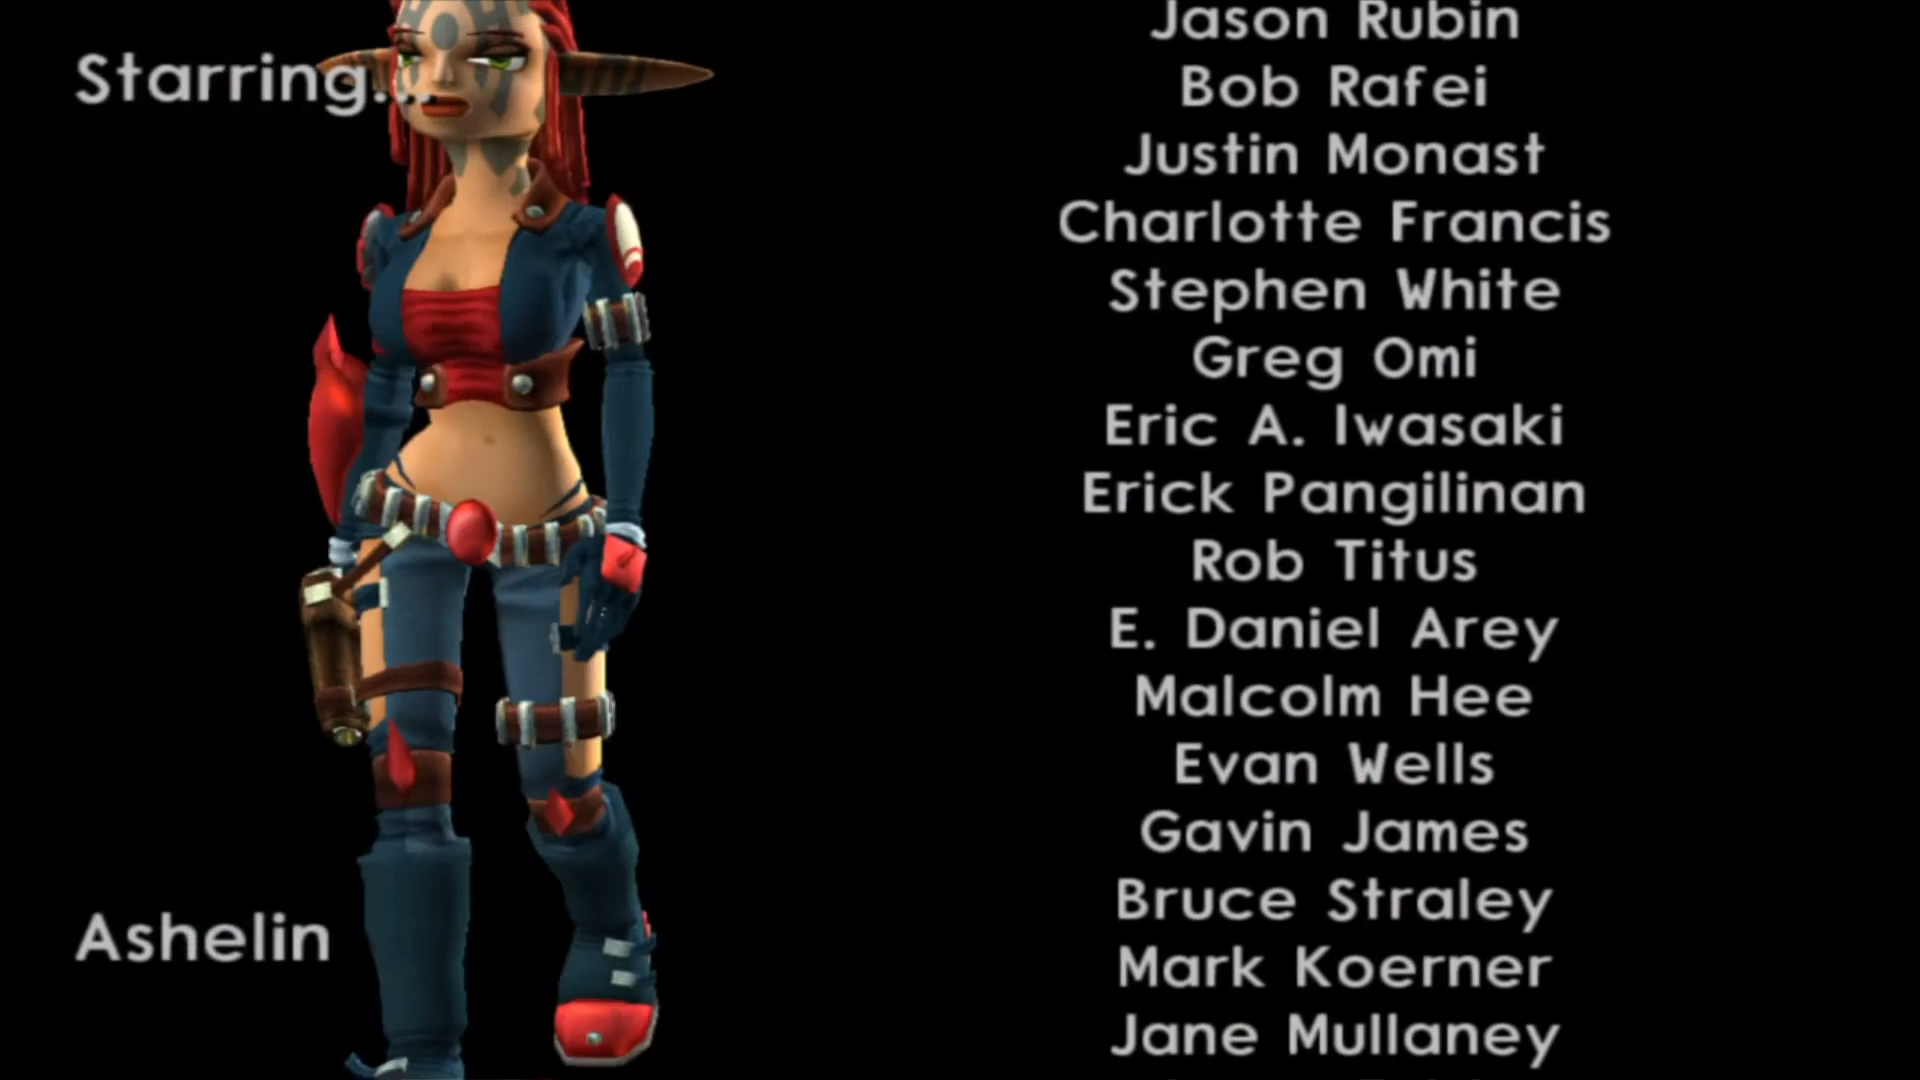 Starring...
Ashelin
Jason Rubin
Bob Rafei
Justin Monast
Charlotte Francis
Stephen White
Greg Omi
Eric A. Iwasaki
Erick Pangilinan
Rob Titus
E. Daniel Arey
Malcolm Hee
Evan Wells
Gavin James
Bruce Straley
Mark Koerner
Jane Mullaney